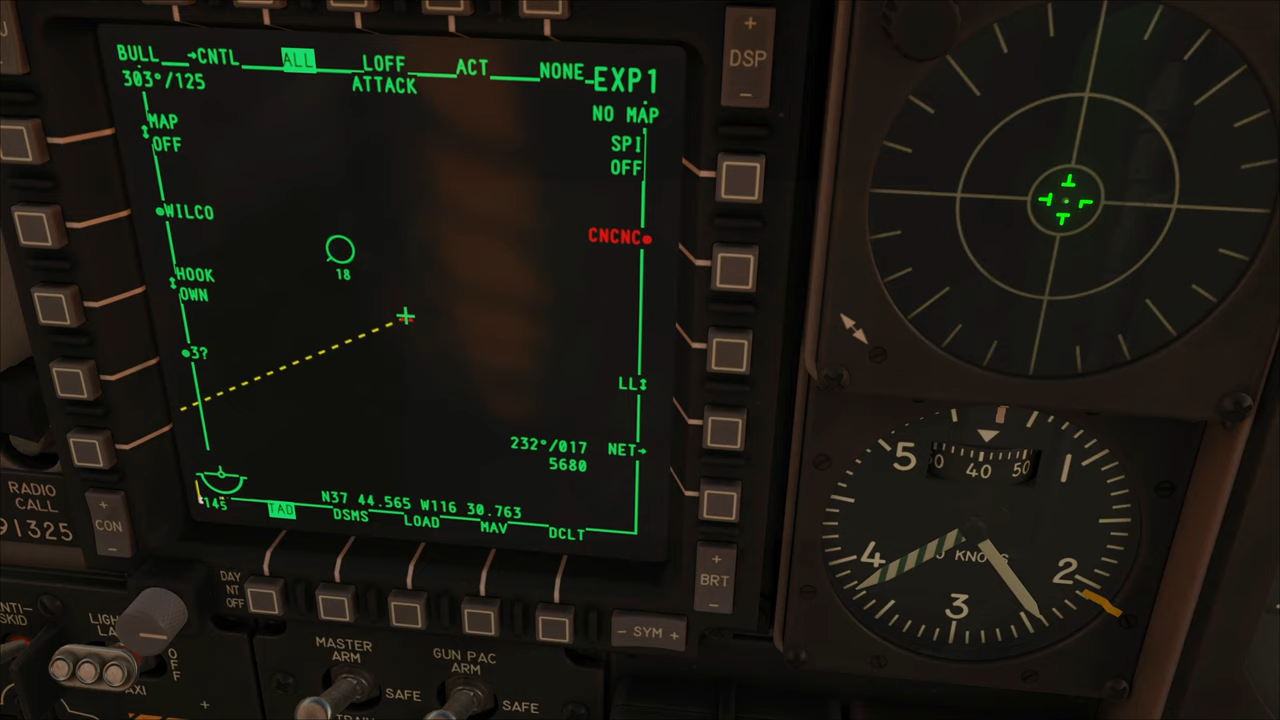 BULL →CNTL ALL LOFF ACT NONE EXP1
303°/125 ATTACK
NO MAP
MAP
OFF
SPI
OFF
WILCO
CNCNC
18
HOOK
OWN
3?
LL
232°/017 NET→
5680
145
N37 44.565 W116 30.763
TAD DSMS LOAD MAV DCLT
+
DSP
-
RADIO
CALL
91325
+
CON
-
DAY
NT
OFF
+
BRT
-
- SYM +
MASTER
ARM
SAFE
GUN PAC
ARM
SAFE
SKID
OFF
+
5 0 40 50 1
4 2
3